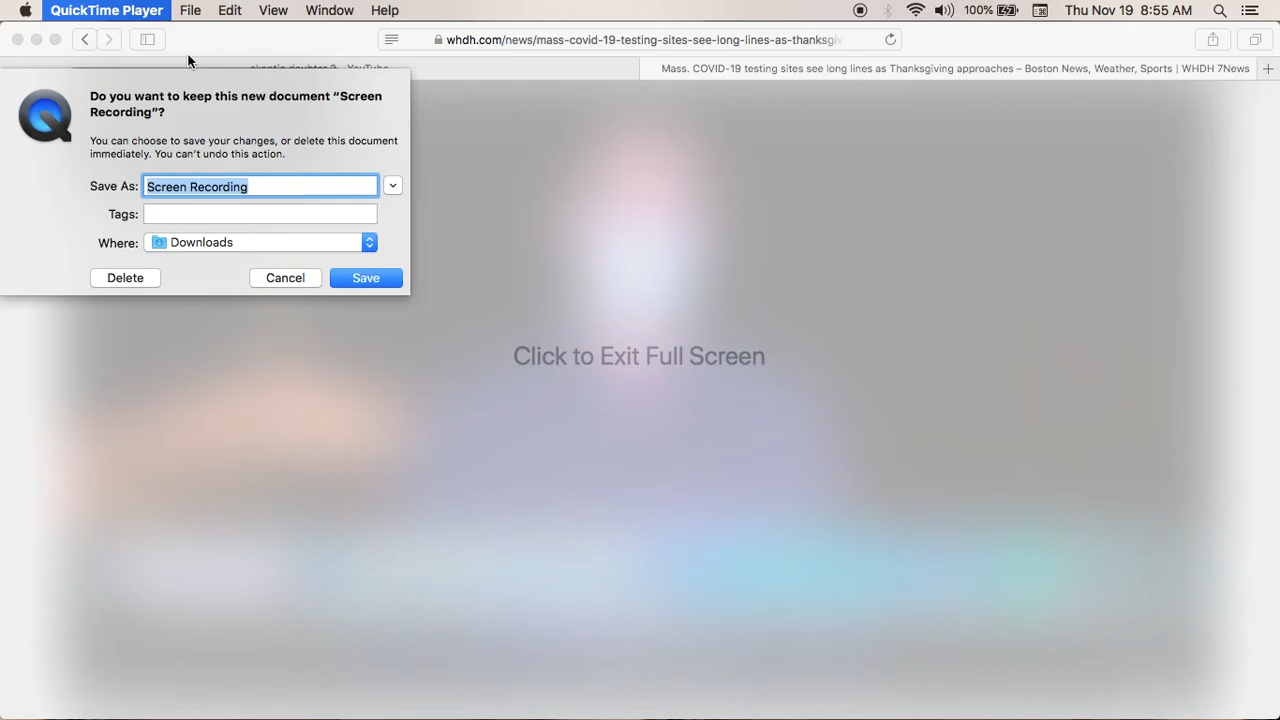 QuickTime Player File Edit View Window Help 100% Thu Nov 19 8:55 AM
whdh.com/news/mass-covid-19-testing-sites-see-long-lines-as-thanksgiv
YouTube Mass. COVID-19 testing sites see long lines as Thanksgiving approaches – Boston News, Weather, Sports | WHDH 7News
Do you want to keep this new document “Screen
Recording”?
You can choose to save your changes, or delete this document
immediately. You can’t undo this action.
Save As: Screen Recording
Tags:
Where: Downloads
Delete Cancel Save
Click to Exit Full Screen